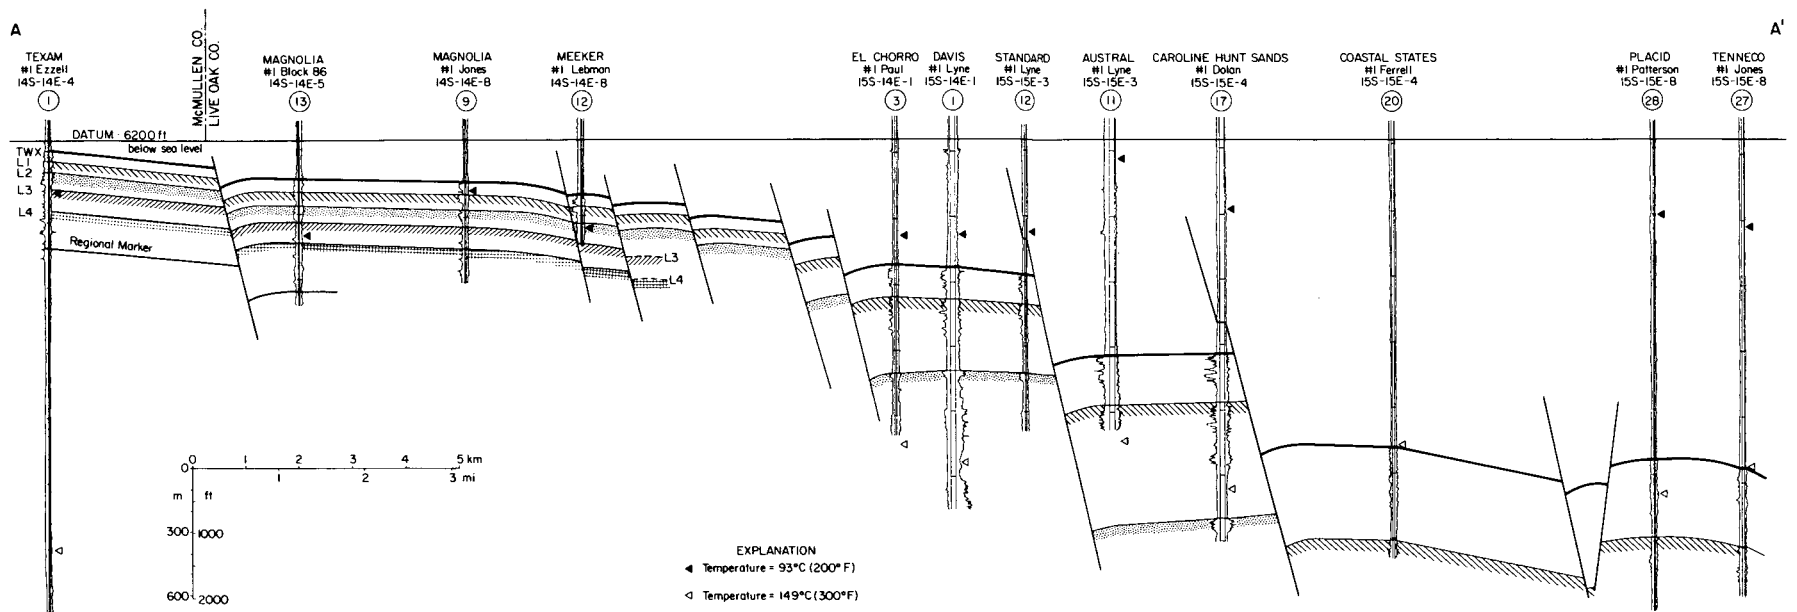 A
A'
McMULLEN CO.
LIVE OAK CO.
TEXAM
#1 Ezzell
14S-14E-4
1
MAGNOLIA
#1 Block 86
14S-14E-5
13
MAGNOLIA
#1 Jones
14S-14E-8
9
MEEKER
#1 Lebman
14S-14E-8
12
EL CHORRO
#1 Paul
15S-14E-1
3
DAVIS
#1 Lyne
15S-14E-1
1
STANDARD
#1 Lyne
15S-15E-3
12
AUSTRAL
#1 Lyne
15S-15E-3
11
CAROLINE HUNT SANDS
#1 Dolan
15S-15E-4
17
COASTAL STATES
#1 Ferrell
15S-15E-4
20
PLACID
#1 Patterson
15S-15E-8
28
TENNECO
#1 Jones
15S-15E-8
27
DATUM - 6200 ft
below sea level
TWX
L1
L2
L3
L4
Regional Marker
L3
L4
0 1 2 3 4 5 km
0
1 2 3 mi
m ft
300 1000
600 2000
EXPLANATION
Temperature = 93°C (200°F)
Temperature = 149°C (300°F)